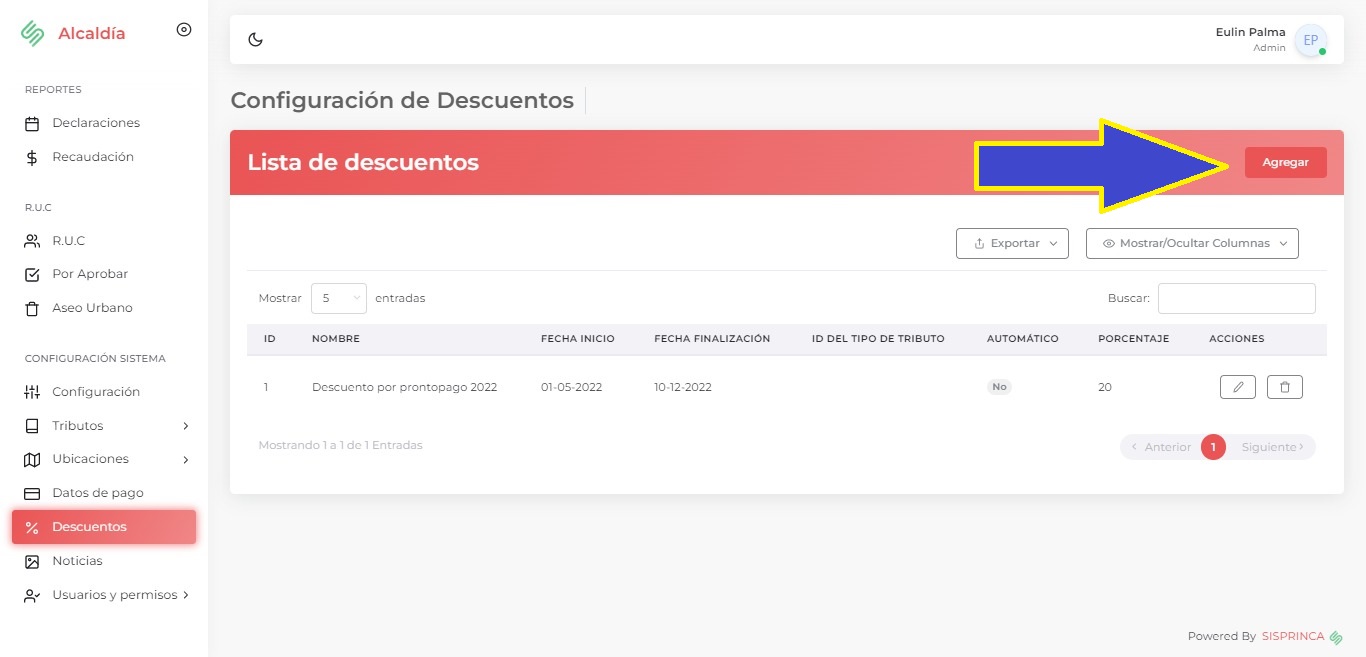 Alcaldía
REPORTES
Declaraciones
Recaudación
R.U.C
R.U.C
Por Aprobar
Aseo Urbano
CONFIGURACIÓN SISTEMA
Configuración
Tributos
Ubicaciones
Datos de pago
Descuentos
Noticias
Usuarios y permisos
Eulin Palma
Admin
EP
Configuración de Descuentos
Lista de descuentos
Agregar
Exportar
Mostrar/Ocultar Columnas
Mostrar 5 entradas
Buscar:
ID NOMBRE FECHA INICIO FECHA FINALIZACIÓN ID DEL TIPO DE TRIBUTO AUTOMÁTICO PORCENTAJE ACCIONES
1 Descuento por prontopago 2022 01-05-2022 10-12-2022 No 20
Mostrando 1 a 1 de 1 Entradas
Anterior 1 Siguiente
Powered By SISPRINCA